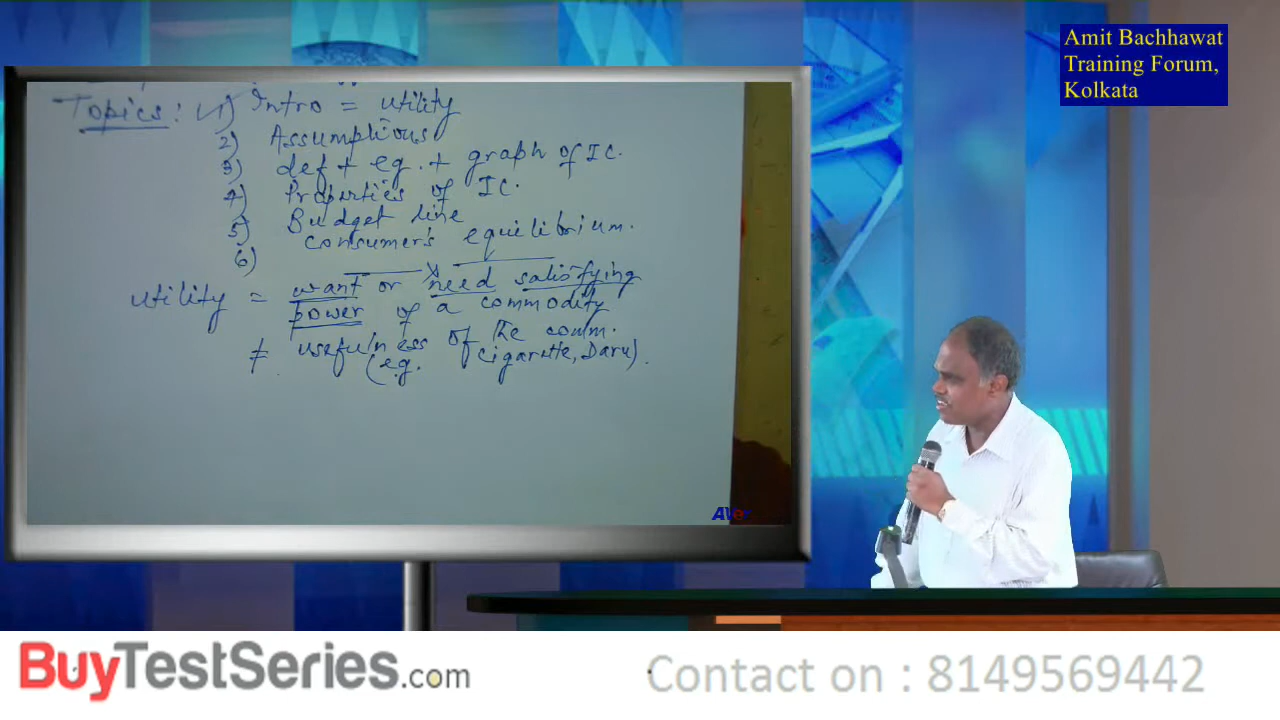 Amit Bachhawat
Training Forum,
Kolkata
Topics: 1) Intro = utility
2) Assumptions
3) def + eg. + graph of IC.
4) Properties of IC.
5) Budget line
6) consumer's equilibrium.
utility = want or need satisfying
power of a commodity
≠ usefulness of the comm.
(eg. cigarette, Daru).
AVer
BuyTestSeries.com
Contact on : 8149569442